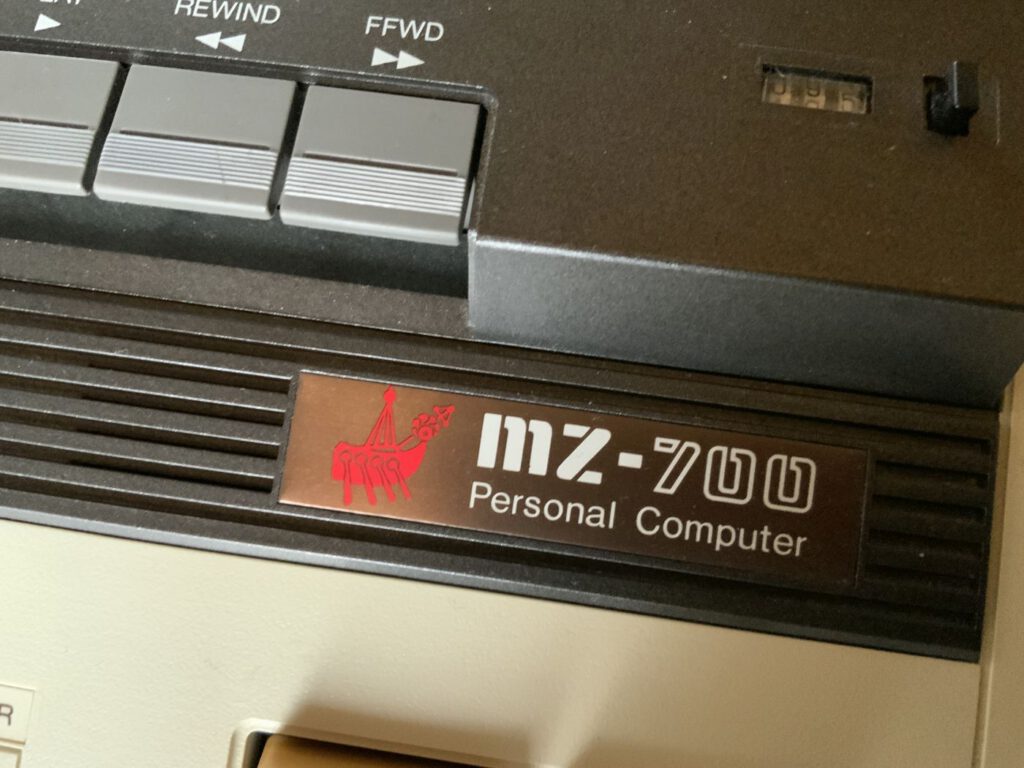 REWIND
FFWD
mz-700
Personal Computer
R